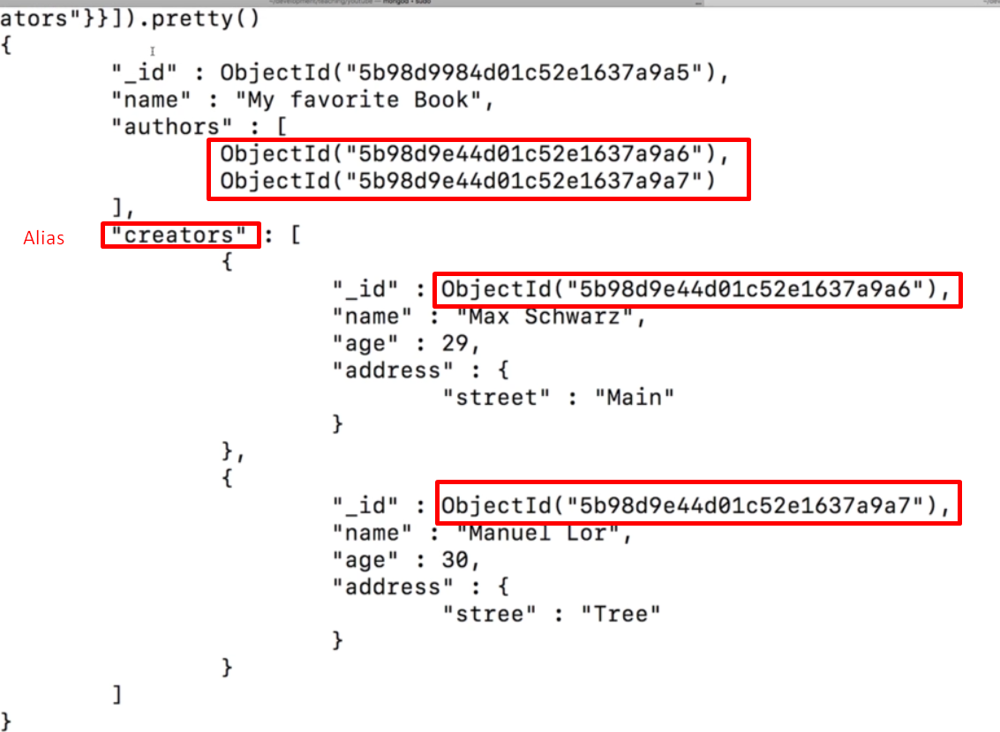 ators"}}]).pretty()
{
"_id" : ObjectId("5b98d9984d01c52e1637a9a5"),
"name" : "My favorite Book",
"authors" : [
ObjectId("5b98d9e44d01c52e1637a9a6"),
ObjectId("5b98d9e44d01c52e1637a9a7")
],
Alias "creators" : [
{
"_id" : ObjectId("5b98d9e44d01c52e1637a9a6"),
"name" : "Max Schwarz",
"age" : 29,
"address" : {
"street" : "Main"
}
},
{
"_id" : ObjectId("5b98d9e44d01c52e1637a9a7"),
"name" : "Manuel Lor",
"age" : 30,
"address" : {
"stree" : "Tree"
}
}
]
}